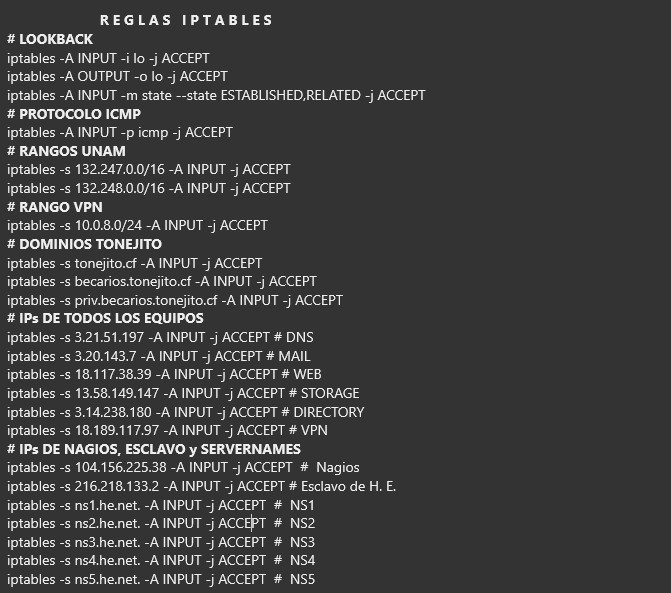 REGLAS IPTABLES
# LOOKBACK
iptables -A INPUT -i lo -j ACCEPT
iptables -A OUTPUT -o lo -j ACCEPT
iptables -A INPUT -m state --state ESTABLISHED,RELATED -j ACCEPT
# PROTOCOLO ICMP
iptables -A INPUT -p icmp -j ACCEPT
# RANGOS UNAM
iptables -s 132.247.0.0/16 -A INPUT -j ACCEPT
iptables -s 132.248.0.0/16 -A INPUT -j ACCEPT
# RANGO VPN
iptables -s 10.0.8.0/24 -A INPUT -j ACCEPT
# DOMINIOS TONEJITO
iptables -s tonejito.cf -A INPUT -j ACCEPT
iptables -s becarios.tonejito.cf -A INPUT -j ACCEPT
iptables -s priv.becarios.tonejito.cf -A INPUT -j ACCEPT
# IPs DE TODOS LOS EQUIPOS
iptables -s 3.21.51.197 -A INPUT -j ACCEPT # DNS
iptables -s 3.20.143.7 -A INPUT -j ACCEPT # MAIL
iptables -s 18.117.38.39 -A INPUT -j ACCEPT # WEB
iptables -s 13.58.149.147 -A INPUT -j ACCEPT # STORAGE
iptables -s 3.14.238.180 -A INPUT -j ACCEPT # DIRECTORY
iptables -s 18.189.117.97 -A INPUT -j ACCEPT # VPN
# IPs DE NAGIOS, ESCLAVO y SERVERNAMES
iptables -s 104.156.225.38 -A INPUT -j ACCEPT # Nagios
iptables -s 216.218.133.2 -A INPUT -j ACCEPT # Esclavo de H. E.
iptables -s ns1.he.net. -A INPUT -j ACCEPT # NS1
iptables -s ns2.he.net. -A INPUT -j ACCEPT # NS2
iptables -s ns3.he.net. -A INPUT -j ACCEPT # NS3
iptables -s ns4.he.net. -A INPUT -j ACCEPT # NS4
iptables -s ns5.he.net. -A INPUT -j ACCEPT # NS5